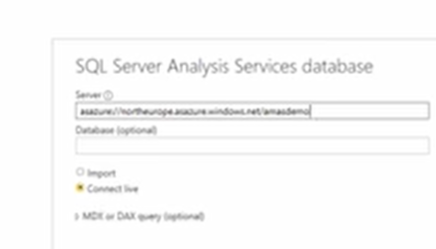 SQL Server Analysis Services database
Server
asazure://northeurope.asazure.windows.net/amasdemo
Database (optional)
Import
Connect live
MDX or DAX query (optional)